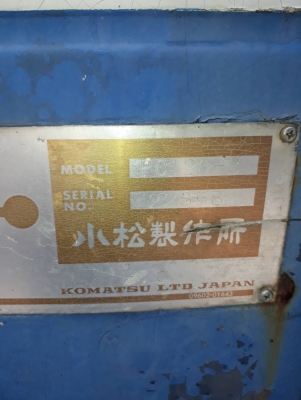 MODEL
SERIAL
NO.
小松製作所
KOMATSU LTD JAPAN